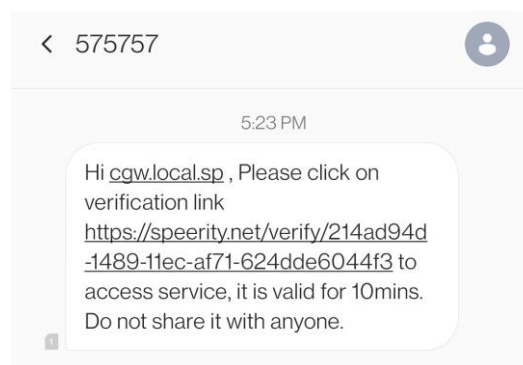 575757
5:23 PM
Hi cgw.local.sp , Please click on
verification link
https://speerity.net/verify/214ad94d
-1489-11ec-af71-624dde6044f3 to
access service, it is valid for 10mins.
Do not share it with anyone.
1